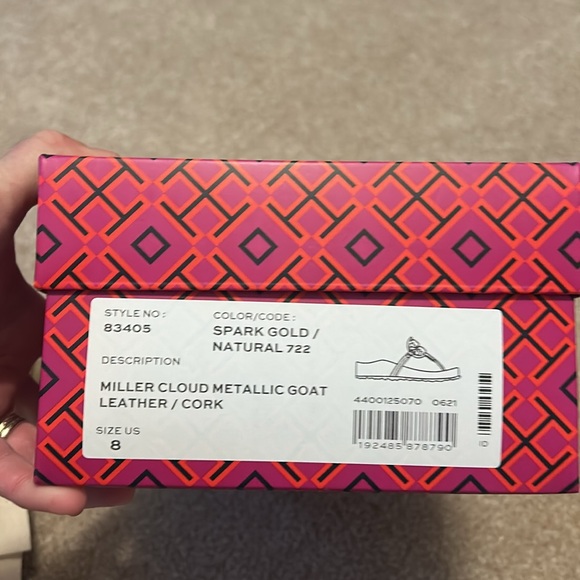 STYLE NO :
83405
COLOR/CODE :
SPARK GOLD /
NATURAL 722
DESCRIPTION
MILLER CLOUD METALLIC GOAT
LEATHER / CORK
SIZE US
8
4400125070 0621
192485 878790
ID